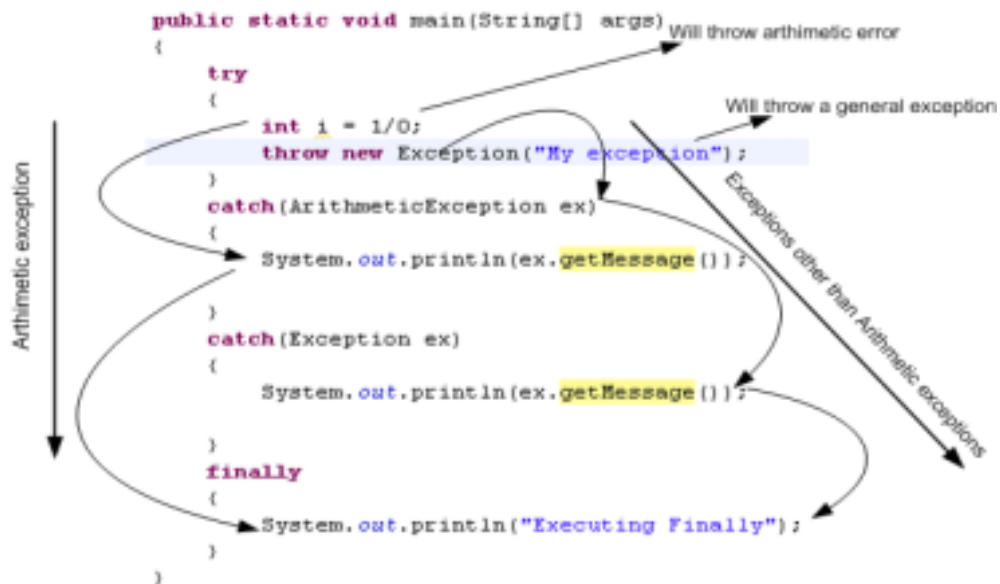 public static void main(String[] args)
Will throw arthimetic error
{
try
{
Will throw a general exception
int i = 1/0;
throw new Exception("My exception");
}
catch(ArithmeticException ex)
{
System.out.println(ex.getMessage());
}
catch(Exception ex)
{
System.out.println(ex.getMessage());
}
finally
{
System.out.println("Executing Finally");
}
}
Arthimetic exception
Exceptions other than Arithmetic exceptions